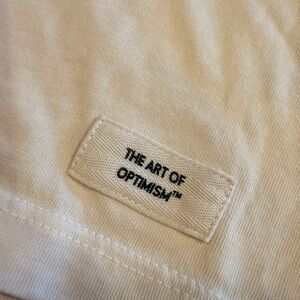 THE ART OF
OPTIMISM™